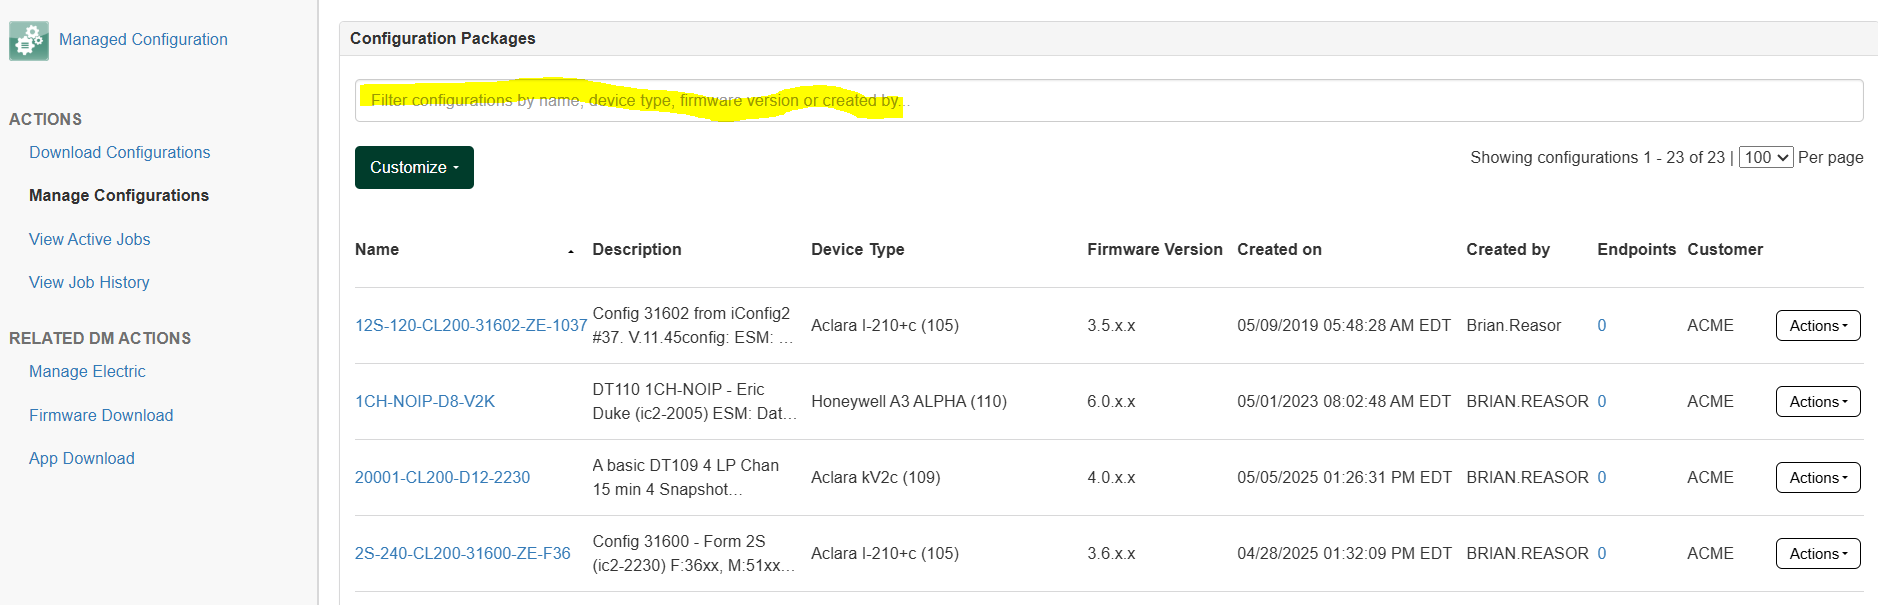 Managed Configuration
ACTIONS
Download Configurations
Manage Configurations
View Active Jobs
View Job History
RELATED DM ACTIONS
Manage Electric
Firmware Download
App Download
Configuration Packages
Filter configurations by name, device type, firmware version or created by...
Customize
Showing configurations 1 - 23 of 23 | 100 Per page
Name Description Device Type Firmware Version Created on Created by Endpoints Customer
12S-120-CL200-31602-ZE-1037 Config 31602 from iConfig2 #37. V.11.45config: ESM: ... Aclara I-210+c (105) 3.5.x.x 05/09/2019 05:48:28 AM EDT Brian.Reasor 0 ACME Actions
1CH-NOIP-D8-V2K DT110 1CH-NOIP - Eric Duke (ic2-2005) ESM: Dat... Honeywell A3 ALPHA (110) 6.0.x.x 05/01/2023 08:02:48 AM EDT BRIAN.REASOR 0 ACME Actions
20001-CL200-D12-2230 A basic DT109 4 LP Chan 15 min 4 Snapshot... Aclara kV2c (109) 4.0.x.x 05/05/2025 01:26:31 PM EDT BRIAN.REASOR 0 ACME Actions
2S-240-CL200-31600-ZE-F36 Config 31600 - Form 2S (ic2-2230) F:36xx, M:51xx... Aclara I-210+c (105) 3.6.x.x 04/28/2025 01:32:09 PM EDT BRIAN.REASOR 0 ACME Actions